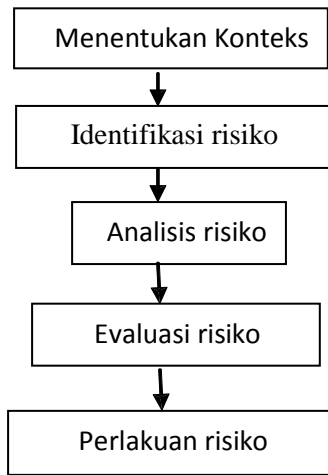 Menentukan Konteks
Identifikasi risiko
Analisis risiko
Evaluasi risiko
Perlakuan risiko